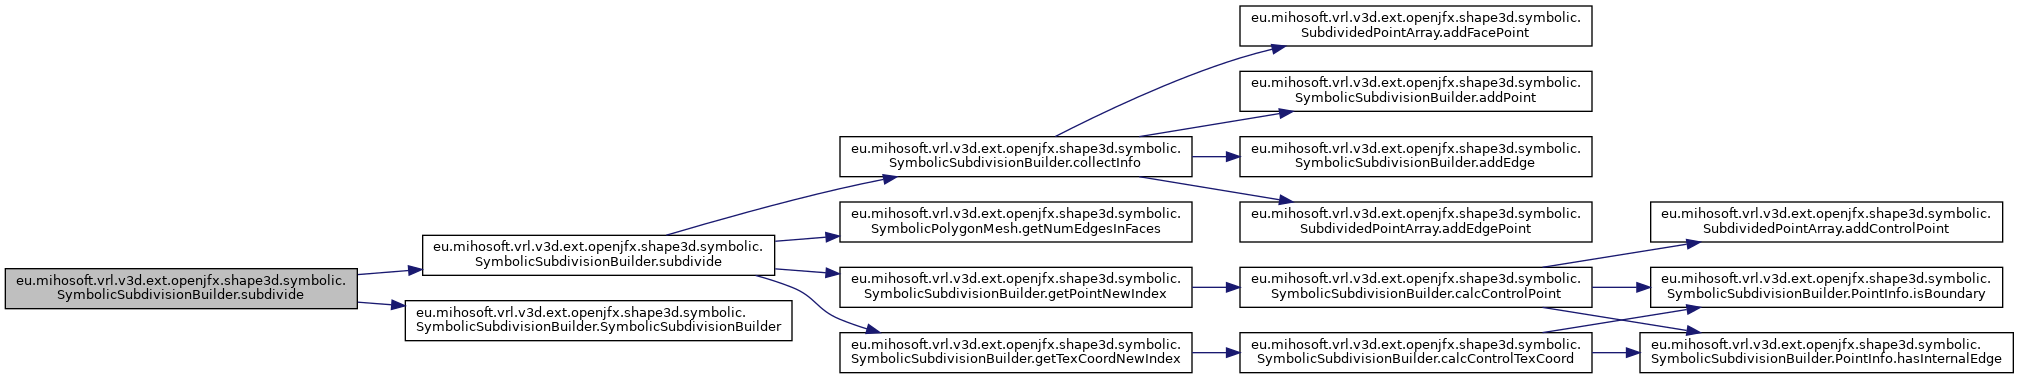 eu.mihosoft.vrl.v3d.ext.openjfx.shape3d.symbolic.
SymbolicSubdivisionBuilder.subdivide
eu.mihosoft.vrl.v3d.ext.openjfx.shape3d.symbolic.
SymbolicSubdivisionBuilder.subdivide
eu.mihosoft.vrl.v3d.ext.openjfx.shape3d.symbolic.
SymbolicSubdivisionBuilder.SymbolicSubdivisionBuilder
eu.mihosoft.vrl.v3d.ext.openjfx.shape3d.symbolic.
SymbolicSubdivisionBuilder.collectInfo
eu.mihosoft.vrl.v3d.ext.openjfx.shape3d.symbolic.
SymbolicPolygonMesh.getNumEdgesInFaces
eu.mihosoft.vrl.v3d.ext.openjfx.shape3d.symbolic.
SymbolicSubdivisionBuilder.getPointNewIndex
eu.mihosoft.vrl.v3d.ext.openjfx.shape3d.symbolic.
SymbolicSubdivisionBuilder.getTexCoordNewIndex
eu.mihosoft.vrl.v3d.ext.openjfx.shape3d.symbolic.
SubdividedPointArray.addFacePoint
eu.mihosoft.vrl.v3d.ext.openjfx.shape3d.symbolic.
SymbolicSubdivisionBuilder.addPoint
eu.mihosoft.vrl.v3d.ext.openjfx.shape3d.symbolic.
SymbolicSubdivisionBuilder.addEdge
eu.mihosoft.vrl.v3d.ext.openjfx.shape3d.symbolic.
SubdividedPointArray.addEdgePoint
eu.mihosoft.vrl.v3d.ext.openjfx.shape3d.symbolic.
SymbolicSubdivisionBuilder.calcControlPoint
eu.mihosoft.vrl.v3d.ext.openjfx.shape3d.symbolic.
SymbolicSubdivisionBuilder.calcControlTexCoord
eu.mihosoft.vrl.v3d.ext.openjfx.shape3d.symbolic.
SubdividedPointArray.addControlPoint
eu.mihosoft.vrl.v3d.ext.openjfx.shape3d.symbolic.
SymbolicSubdivisionBuilder.PointInfo.isBoundary
eu.mihosoft.vrl.v3d.ext.openjfx.shape3d.symbolic.
SymbolicSubdivisionBuilder.PointInfo.hasInternalEdge